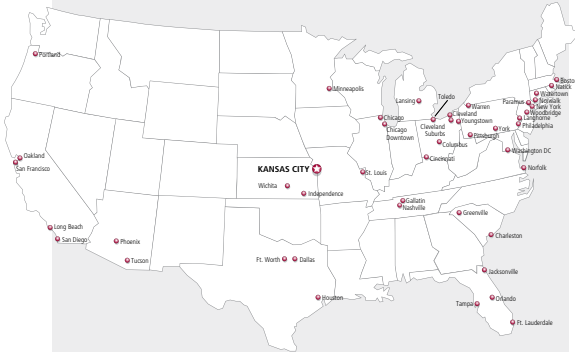 Portland
Minneapolis
Toledo
Boston
Natick
Lansing
Watertown
Paramus
Norwalk
Warren
New York
Chicago
Cleveland
Woodbridge
Youngstown
Langhorne
Chicago
Downtown
Cleveland
Suburbs
York
Philadelphia
Pittsburgh
Columbus
Washington DC
Oakland
San Francisco
Cincinnati
KANSAS CITY
St. Louis
Norfolk
Wichita
Independence
Gallatin
Nashville
Greenville
Long Beach
San Diego
Phoenix
Charleston
Tucson
Ft. Worth
Dallas
Jacksonville
Houston
Orlando
Tampa
Ft. Lauderdale